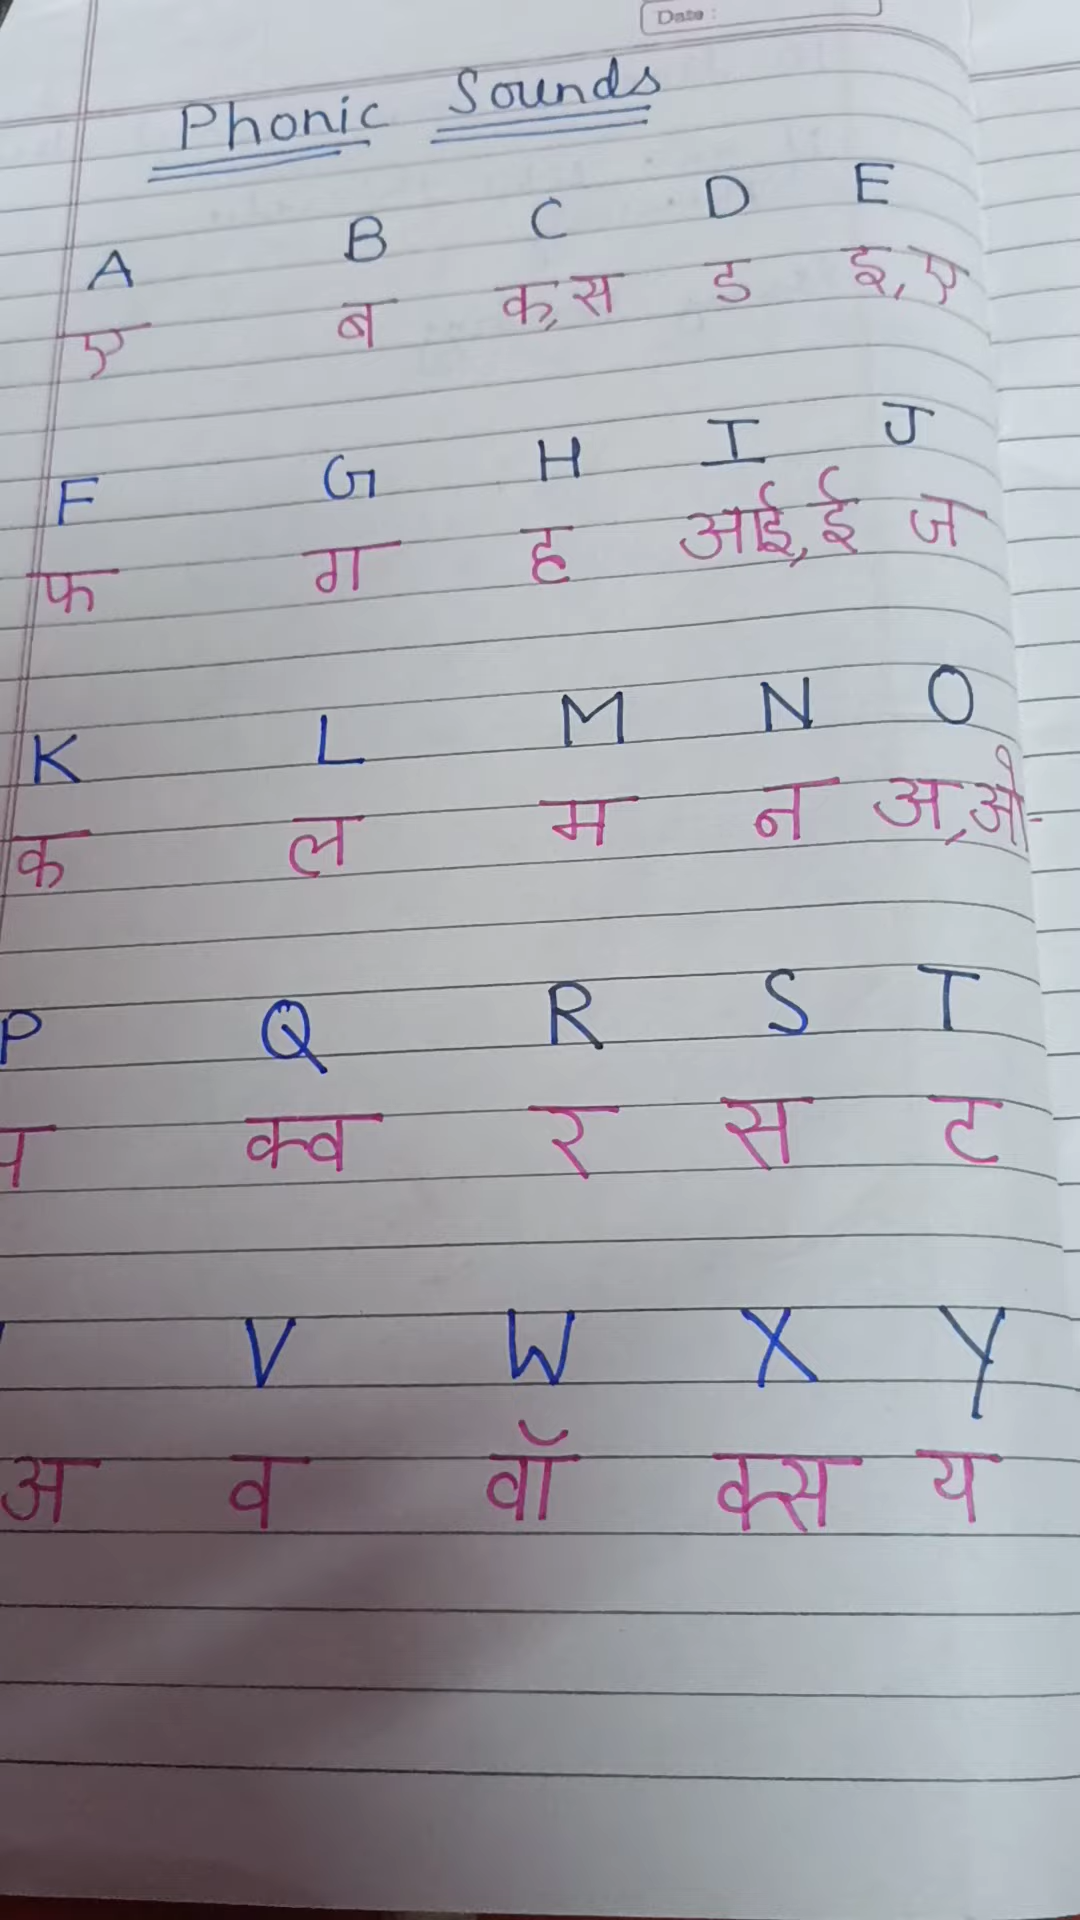 Date :
Phonic Sounds
A B C D E
ए ब क, स ड इ, ए
F G H I J
फ ग ह आई, ई ज
K L M N O
क ल म न अ, ओ
P Q R S T
प क्व र स ट
V W X Y
अ व वॉ क्स य